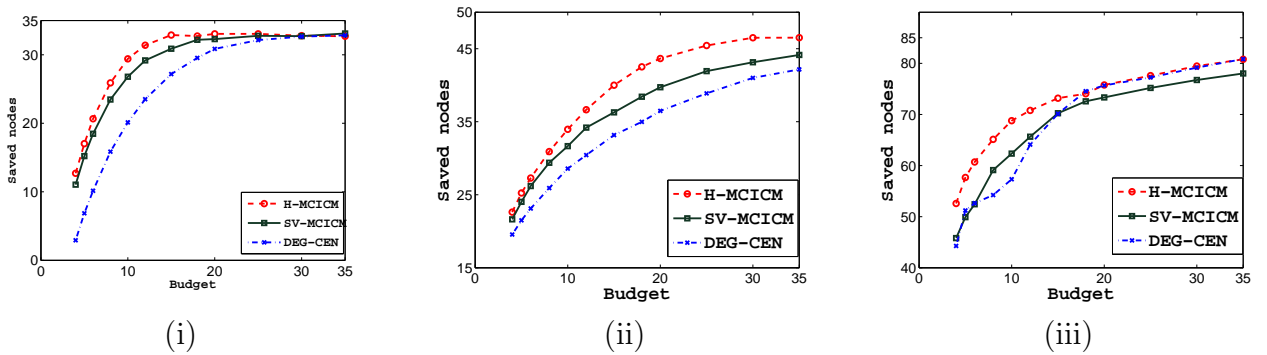 35
30
20
10
0
Saved nodes
0
10
20
30
35
Budget
H-MCICM
SV-MCICM
DEG-CEN
(i)
50
45
35
25
15
Saved nodes
0
10
20
30
35
Budget
H-MCICM
SV-MCICM
DEG-CEN
(ii)
85
80
70
60
50
40
Saved nodes
0
10
20
30
35
Budget
H-MCICM
SV-MCICM
DEG-CEN
(iii)